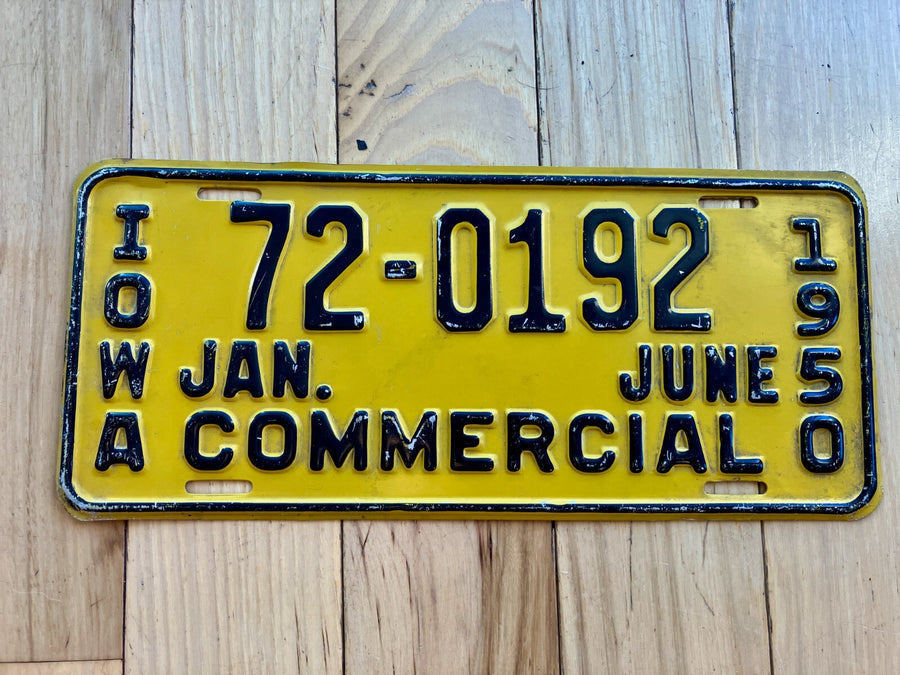 IOWA
72-0192
JAN. JUNE
COMMERCIAL
1950